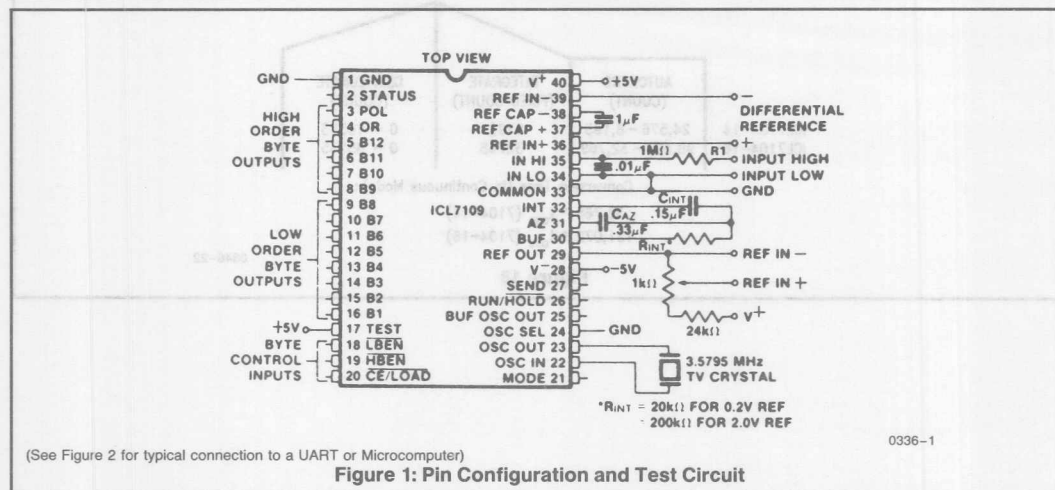 TOP VIEW
GND
1 GND
2 STATUS
3 POL
4 OR
5 B12
6 B11
7 B10
8 B9
9 B8
10 B7
11 B6
12 B5
13 B4
14 B3
15 B2
16 B1
17 TEST
18 LBEN
19 HBEN
20 CE/LOAD
HIGH
ORDER
BYTE
OUTPUTS
LOW
ORDER
BYTE
OUTPUTS
+5V
BYTE
CONTROL
INPUTS
ICL7109
V+ 40
REF IN- 39
REF CAP- 38
REF CAP+ 37
REF IN+ 36
IN HI 35
IN LO 34
COMMON 33
INT 32
AZ 31
BUF 30
REF OUT 29
V- 28
SEND 27
RUN/HOLD 26
BUF OSC OUT 25
OSC SEL 24
OSC OUT 23
OSC IN 22
MODE 21
+5V
-
DIFFERENTIAL
REFERENCE
+
1µF
1MΩ R1
INPUT HIGH
.01µF
INPUT LOW
GND
CINT
.15µF
CAZ
.33µF
RINT*
REF IN -
-5V
1kΩ
REF IN +
V+
24kΩ
GND
3.5795 MHz
TV CRYSTAL
*RINT = 20kΩ FOR 0.2V REF
- 200kΩ FOR 2.0V REF
0336-1
(See Figure 2 for typical connection to a UART or Microcomputer)
Figure 1: Pin Configuration and Test Circuit